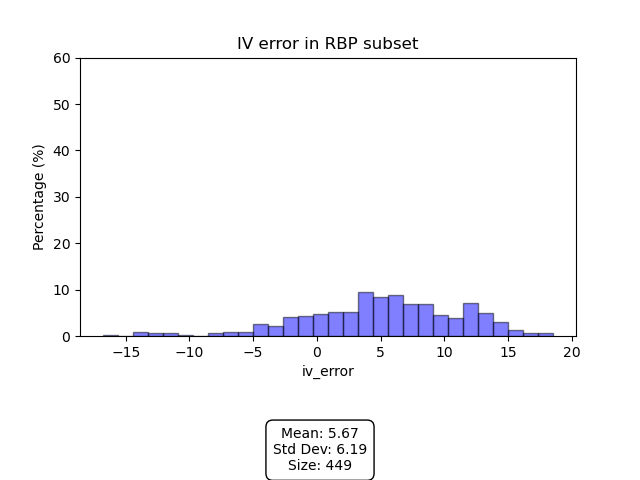 IV error in RBP subset
60
50
40
30
20
10
0
Percentage (%)
−15
−10
−5
0
5
10
15
20
iv_error
Mean: 5.67
Std Dev: 6.19
Size: 449